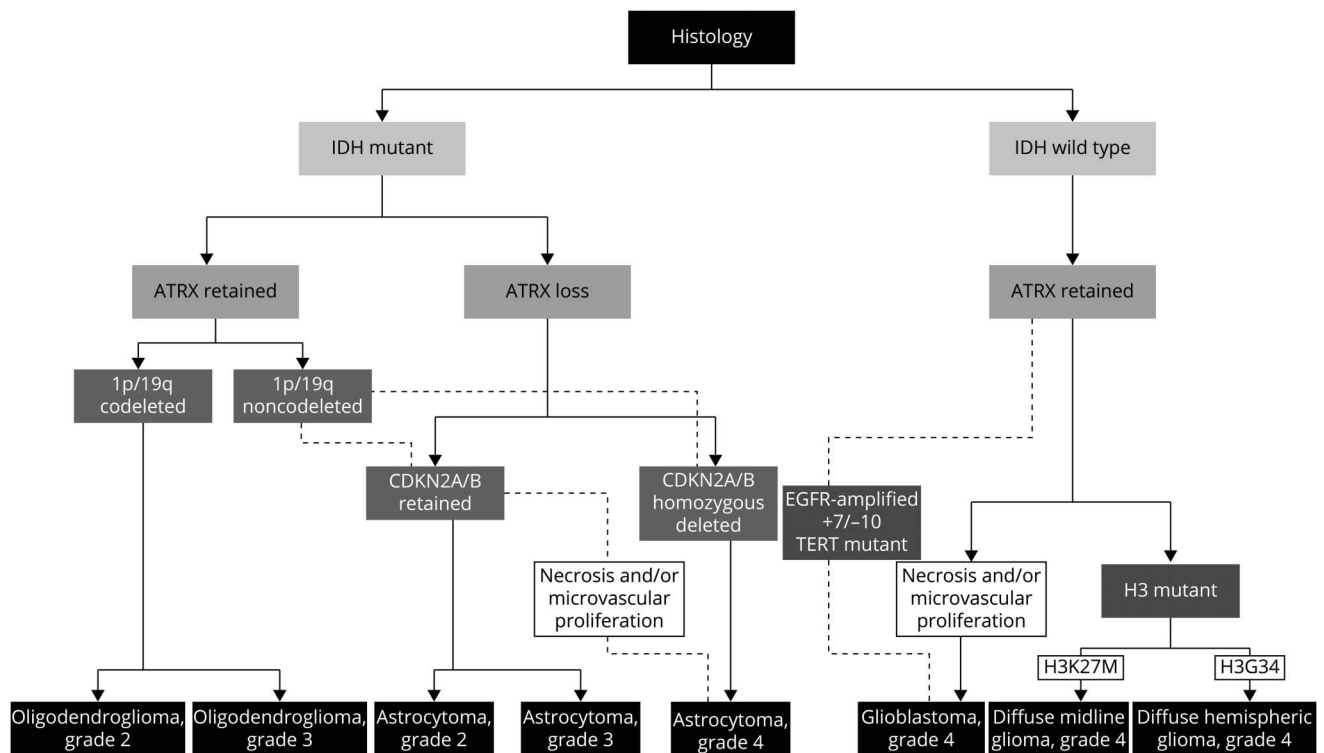 Histology
IDH mutant
IDH wild type
ATRX retained
ATRX loss
ATRX retained
1p/19q
codeleted
1p/19q
noncodeleted
CDKN2A/B
retained
CDKN2A/B
homozygous
deleted
EGFR-amplified
+7/–10
TERT mutant
Necrosis and/or
microvascular
proliferation
Necrosis and/or
microvascular
proliferation
H3 mutant
H3K27M
H3G34
Oligodendroglioma,
grade 2
Oligodendroglioma,
grade 3
Astrocytoma,
grade 2
Astrocytoma,
grade 3
Astrocytoma,
grade 4
Glioblastoma,
grade 4
Diffuse midline
glioma, grade 4
Diffuse hemispheric
glioma, grade 4